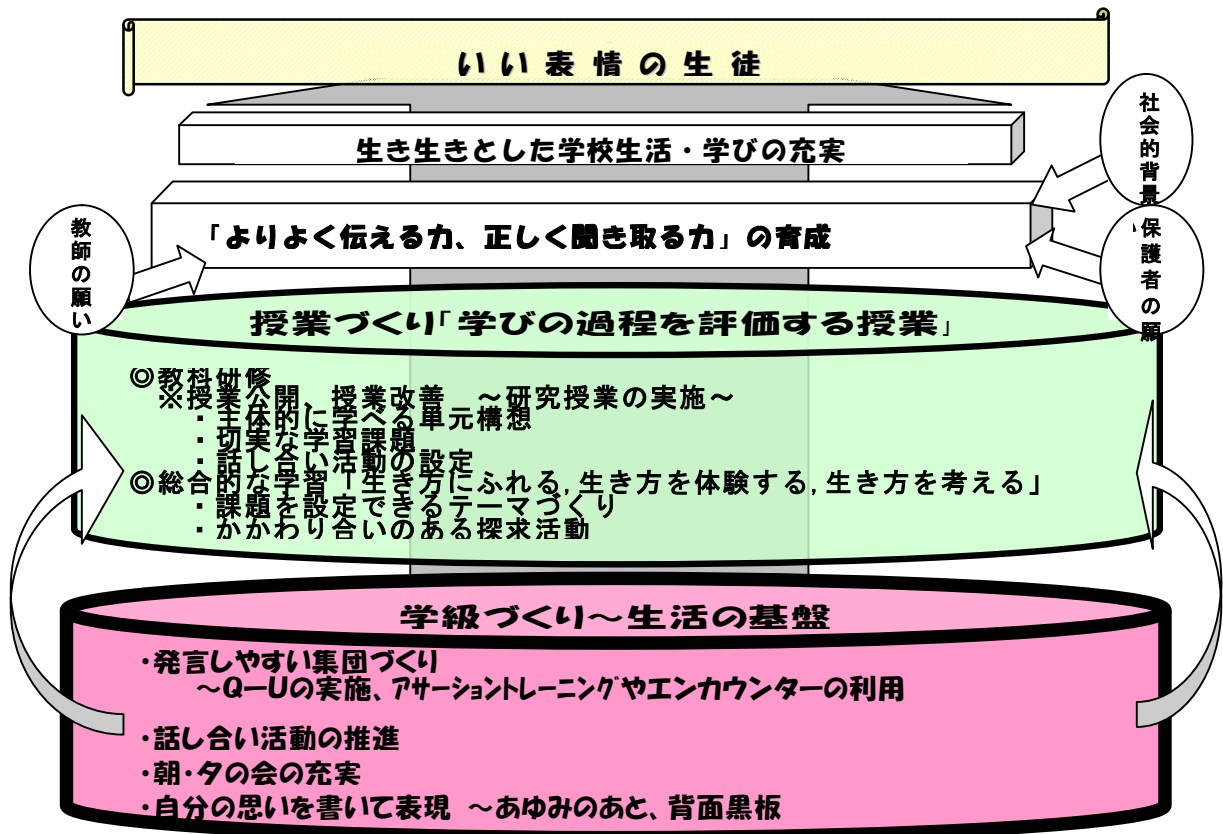 いい表情の生徒
生き生きとした学校生活・学びの充実
社会的背景
「よりよく伝える力、正しく聞き取る力」の育成
教師の願い
保護者の願
授業づくり「学びの過程を評価する授業」
◎教科研修
※授業公開、授業改善　～研究授業の実施～
・主体的に学べる単元構想
・切実な学習課題
・話し合い活動の設定
◎総合的な学習「生き方にふれる,生き方を体験する,生き方を考える」
・課題を設定できるテーマづくり
・かかわり合いのある探求活動
学級づくり～生活の基盤
・発言しやすい集団づくり
～Q－Uの実施、アサーショントレーニングやエンカウンターの利用
・話し合い活動の推進
・朝・夕の会の充実
・自分の思いを書いて表現　～あゆみのあと、背面黒板